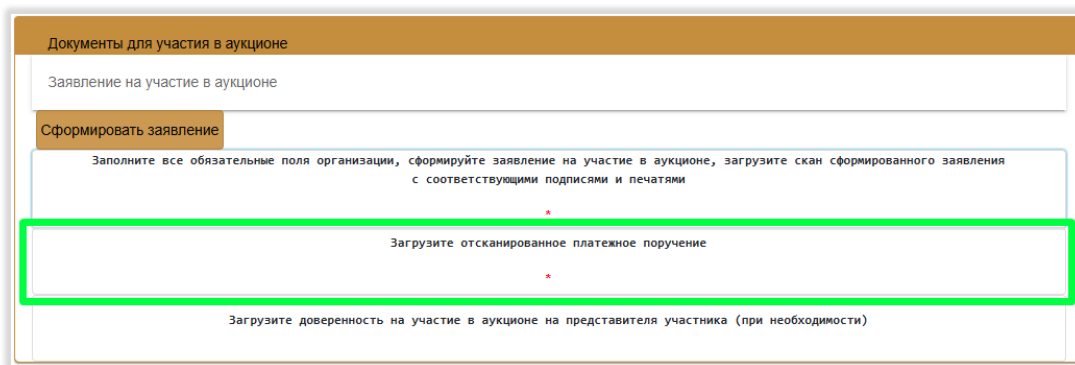 Документы для участия в аукционе
Заявление на участие в аукционе
Сформировать заявление
Заполните все обязательные поля организации, сформируйте заявление на участие в аукционе, загрузите скан сформированного заявления
с соответствующими подписями и печатями
*
Загрузите отсканированное платежное поручение
*
Загрузите доверенность на участие в аукционе на представителя участника (при необходимости)